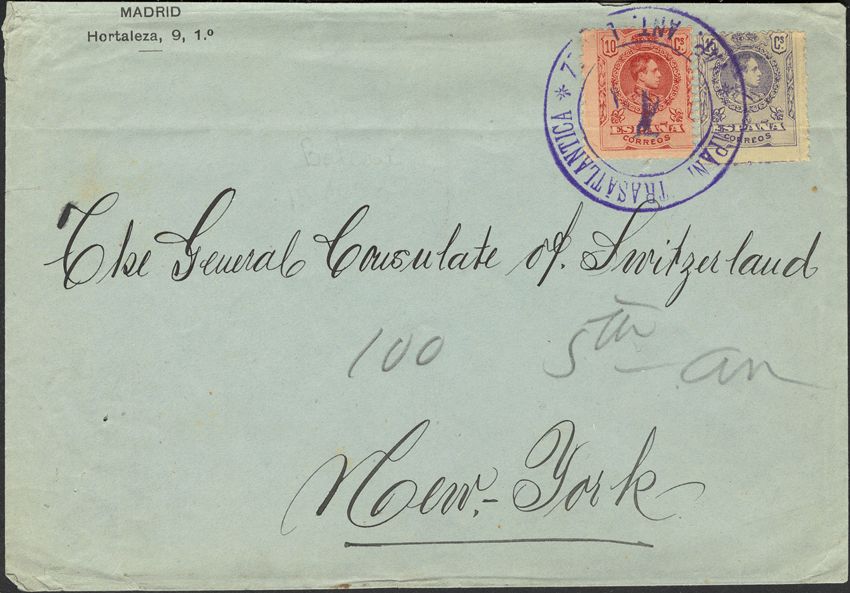 MADRID
Hortaleza, 9, 1.º
10 Cs
ESPAÑA
CORREOS
Cs
ESPAÑA
CORREOS
TRASATLANTICA *
The General Consulate of. Switzerland
100 5th av
New-York